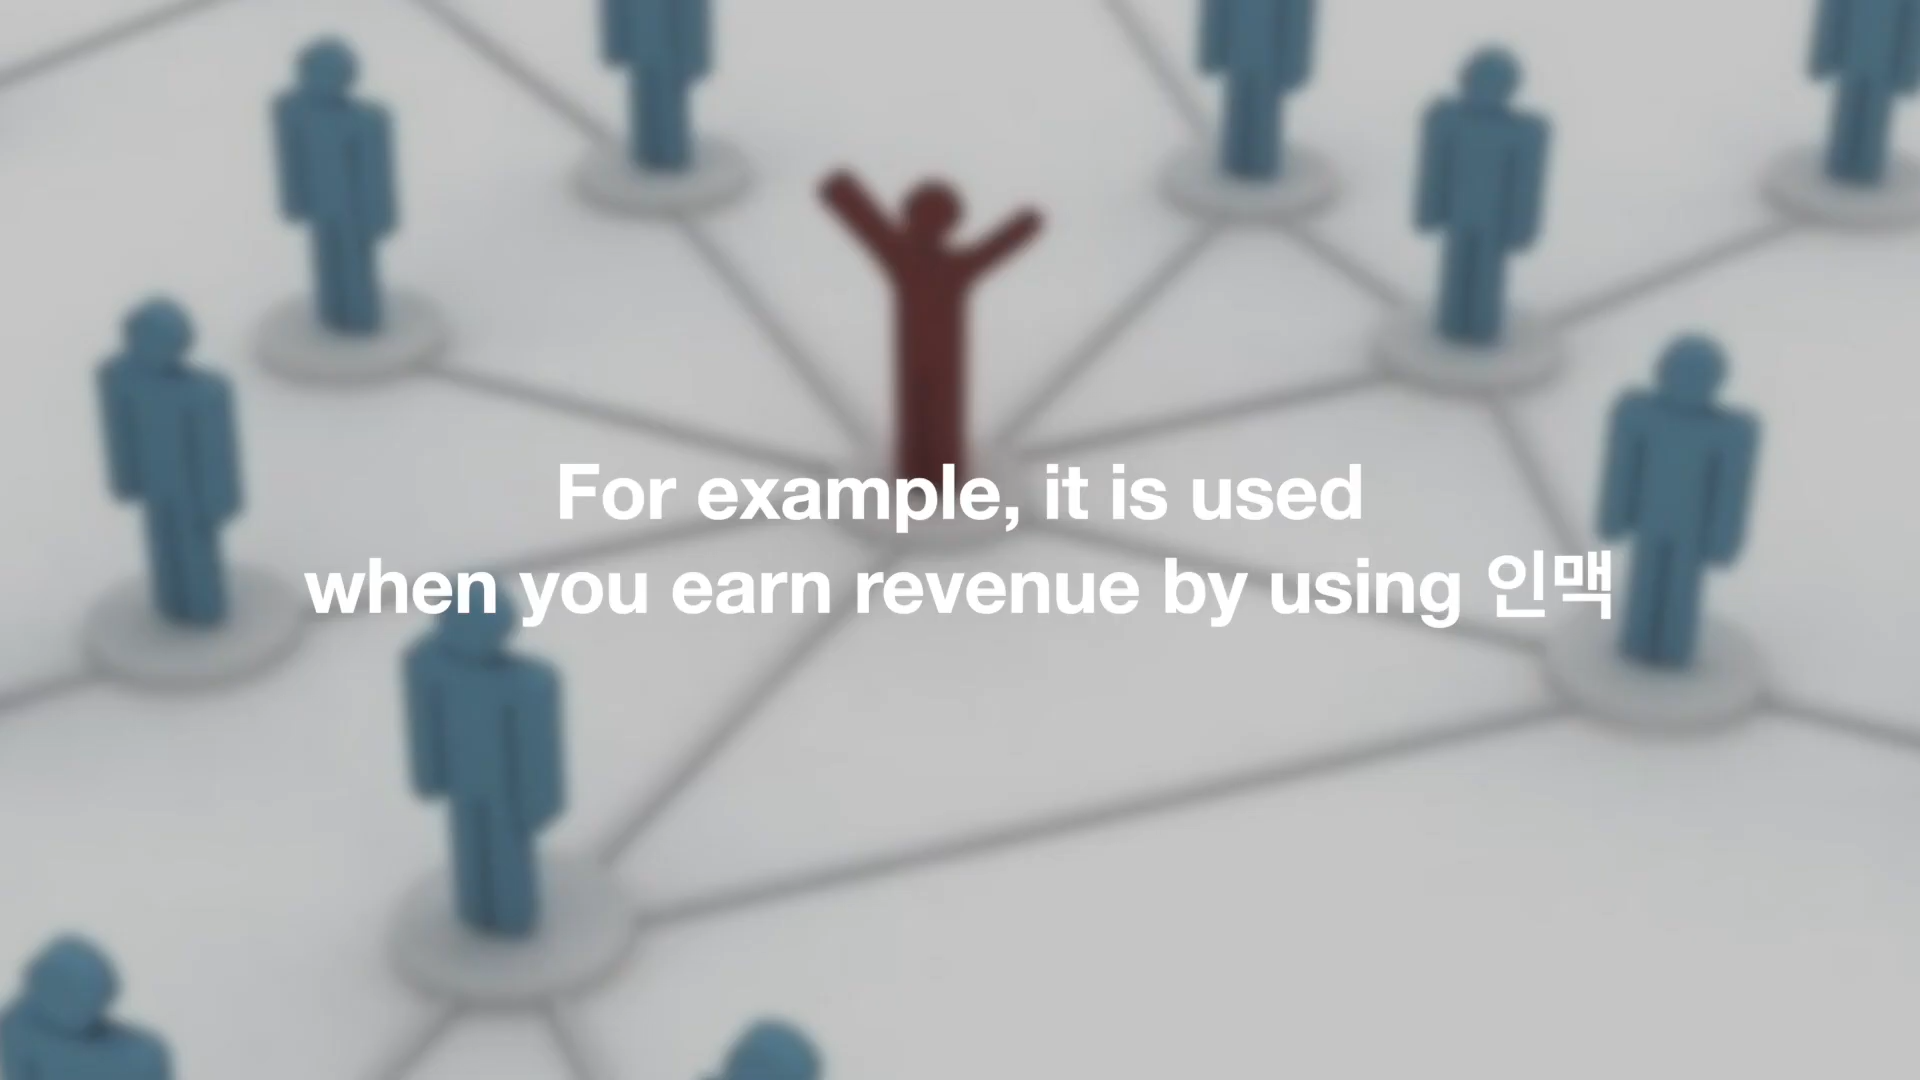 For example, it is used
when you earn revenue by using 인맥